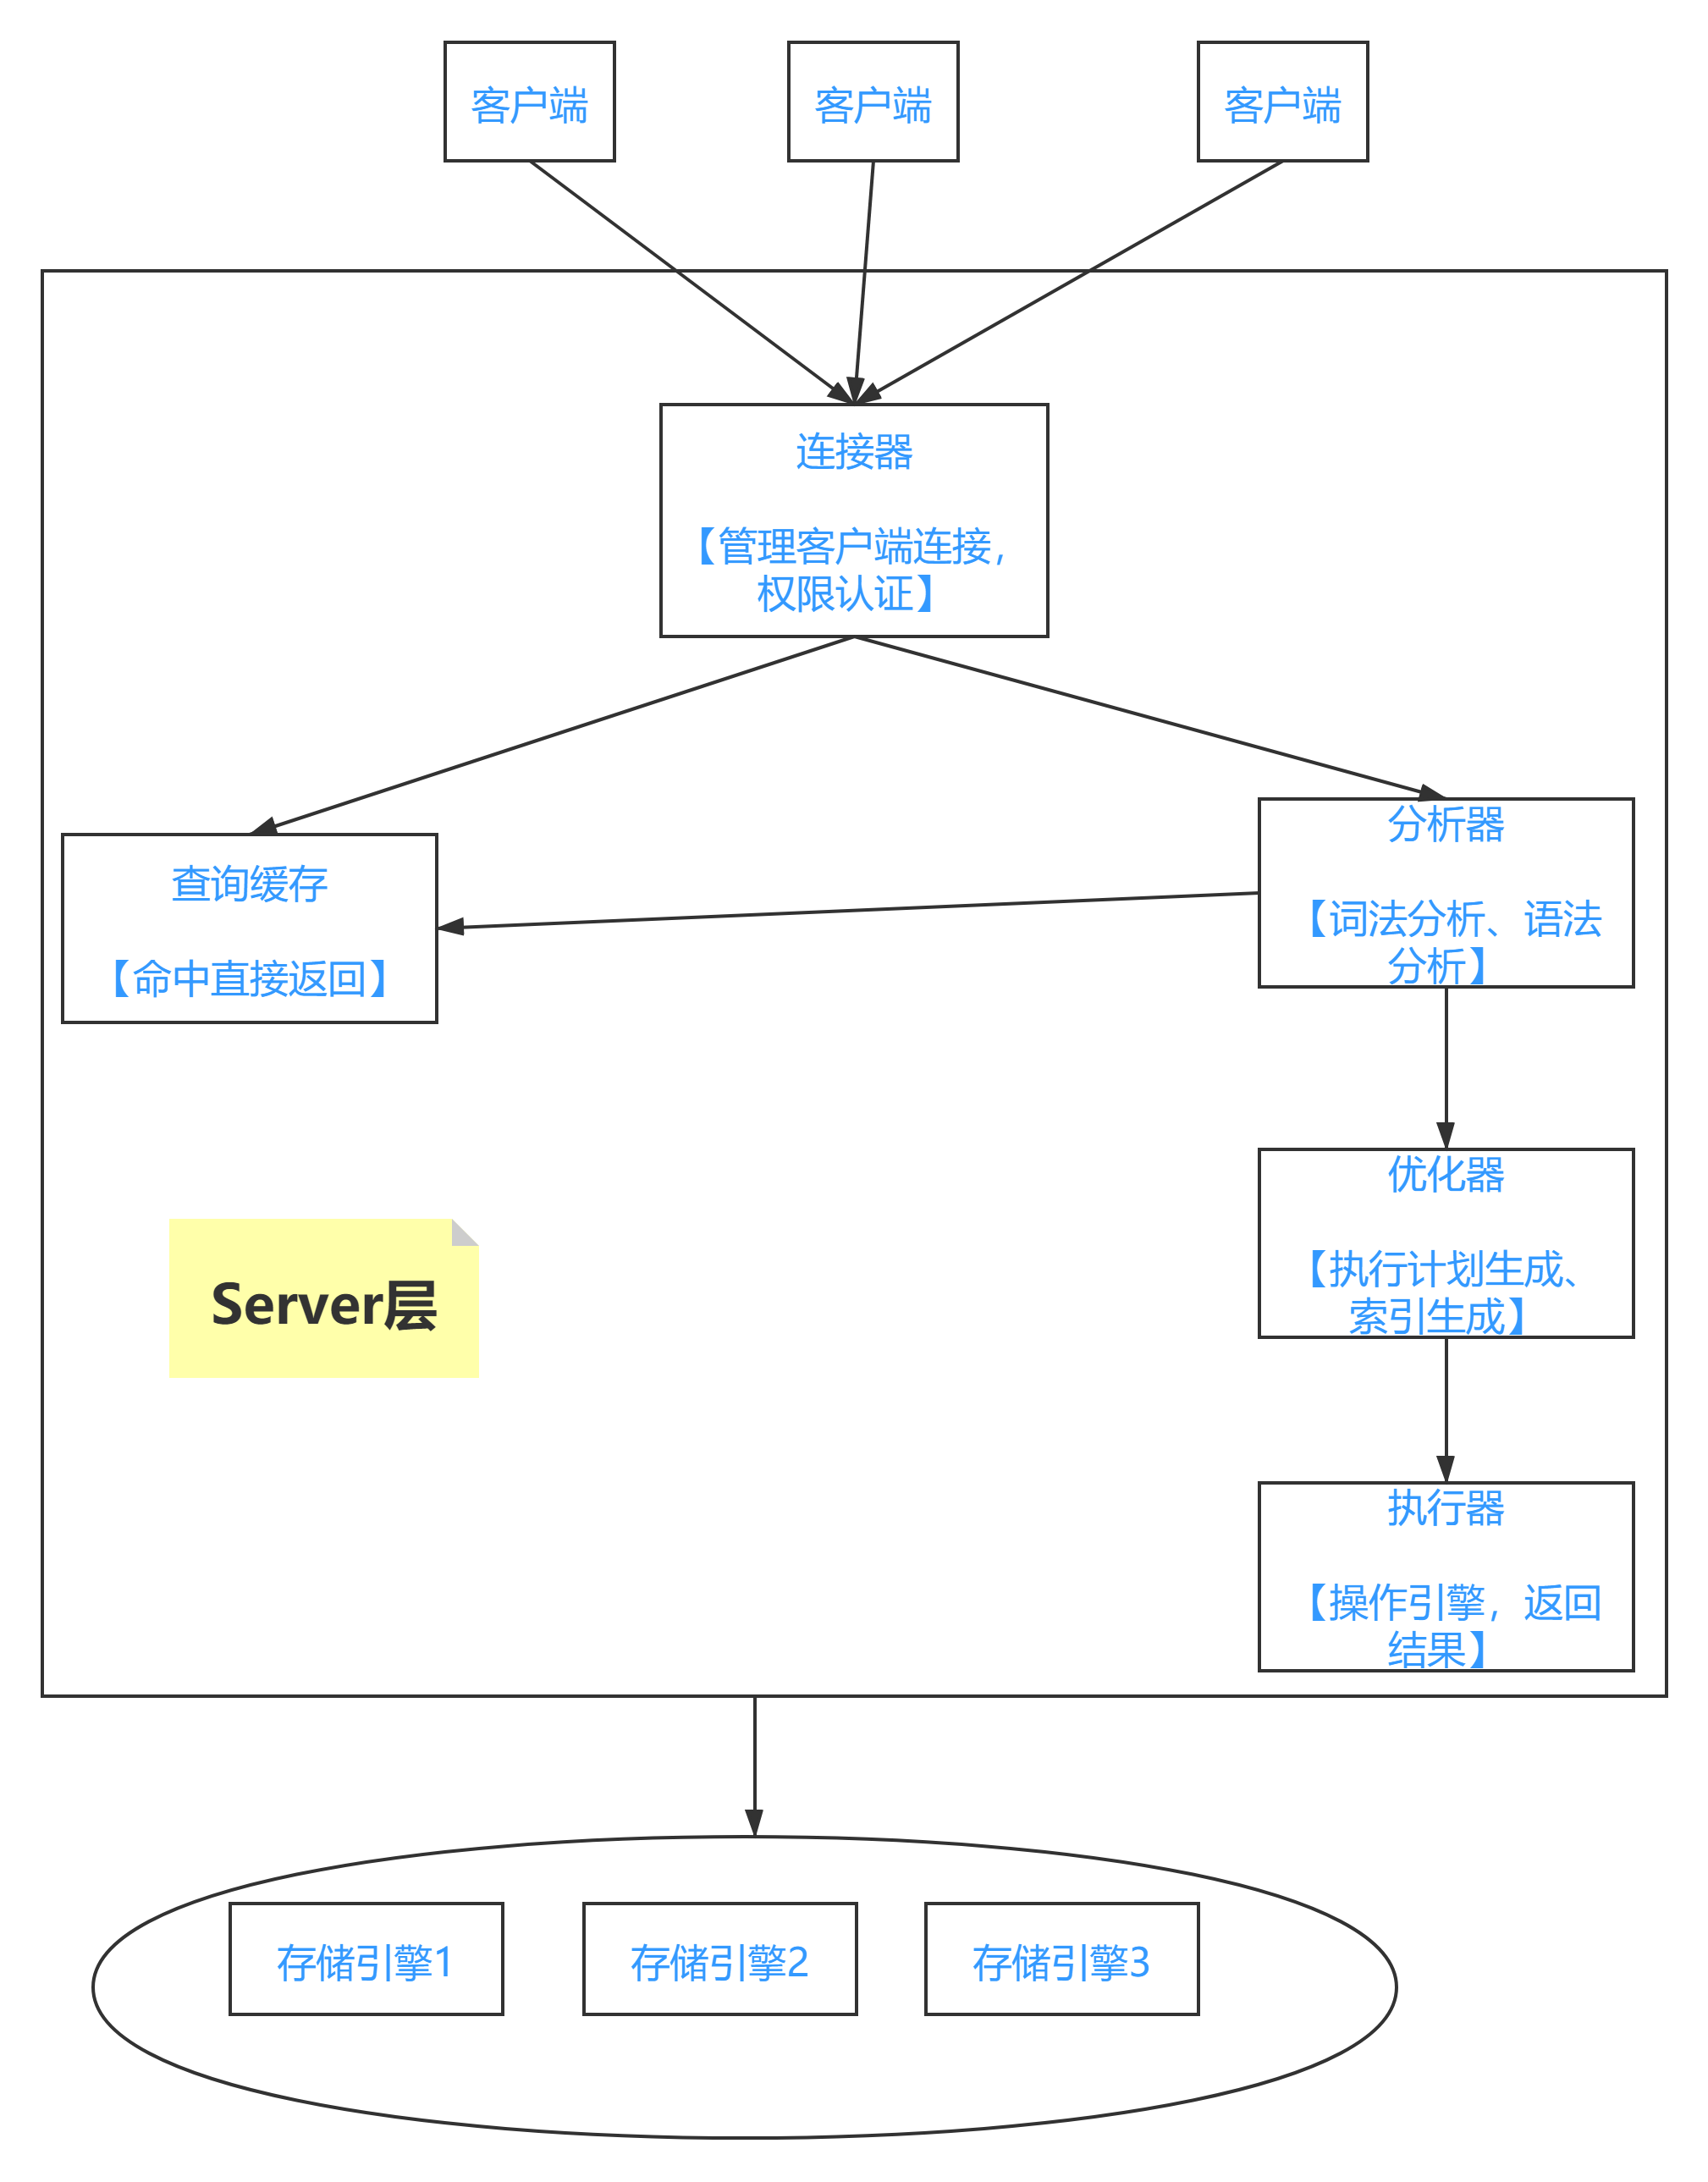 客户端
客户端
客户端
连接器
【管理客户端连接，
权限认证】
查询缓存
【命中直接返回】
分析器
【词法分析、语法
分析】
优化器
【执行计划生成、
索引生成】
Server层
执行器
【操作引擎，返回
结果】
存储引擎1
存储引擎2
存储引擎3